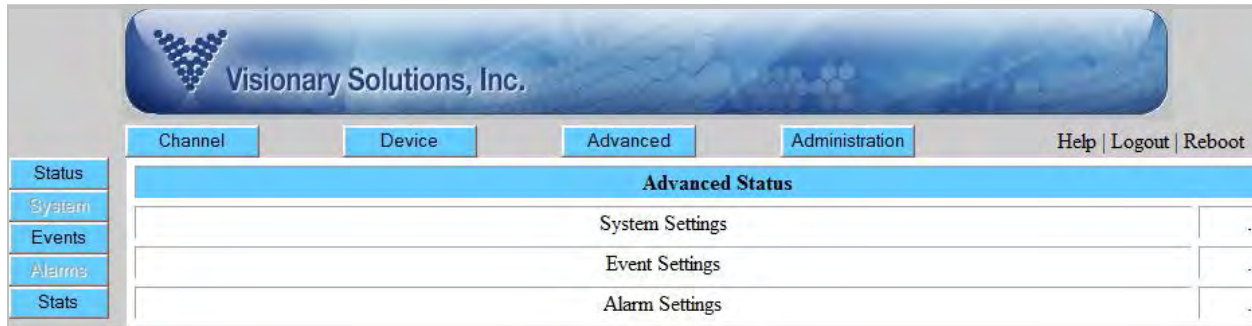 Visionary Solutions, Inc.
Channel Device Advanced Administration Help | Logout | Reboot
Status
System
Events
Alarms
Stats
Advanced Status
System Settings
Event Settings
Alarm Settings